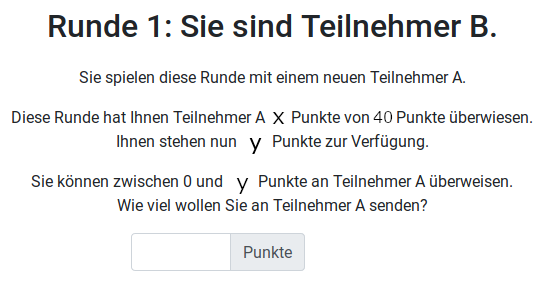 Runde 1: Sie sind Teilnehmer B.
Sie spielen diese Runde mit einem neuen Teilnehmer A.
Diese Runde hat Ihnen Teilnehmer A X Punkte von 40 Punkte überwiesen.
Ihnen stehen nun y Punkte zur Verfügung.
Sie können zwischen 0 und y Punkte an Teilnehmer A überweisen.
Wie viel wollen Sie an Teilnehmer A senden?
Punkte